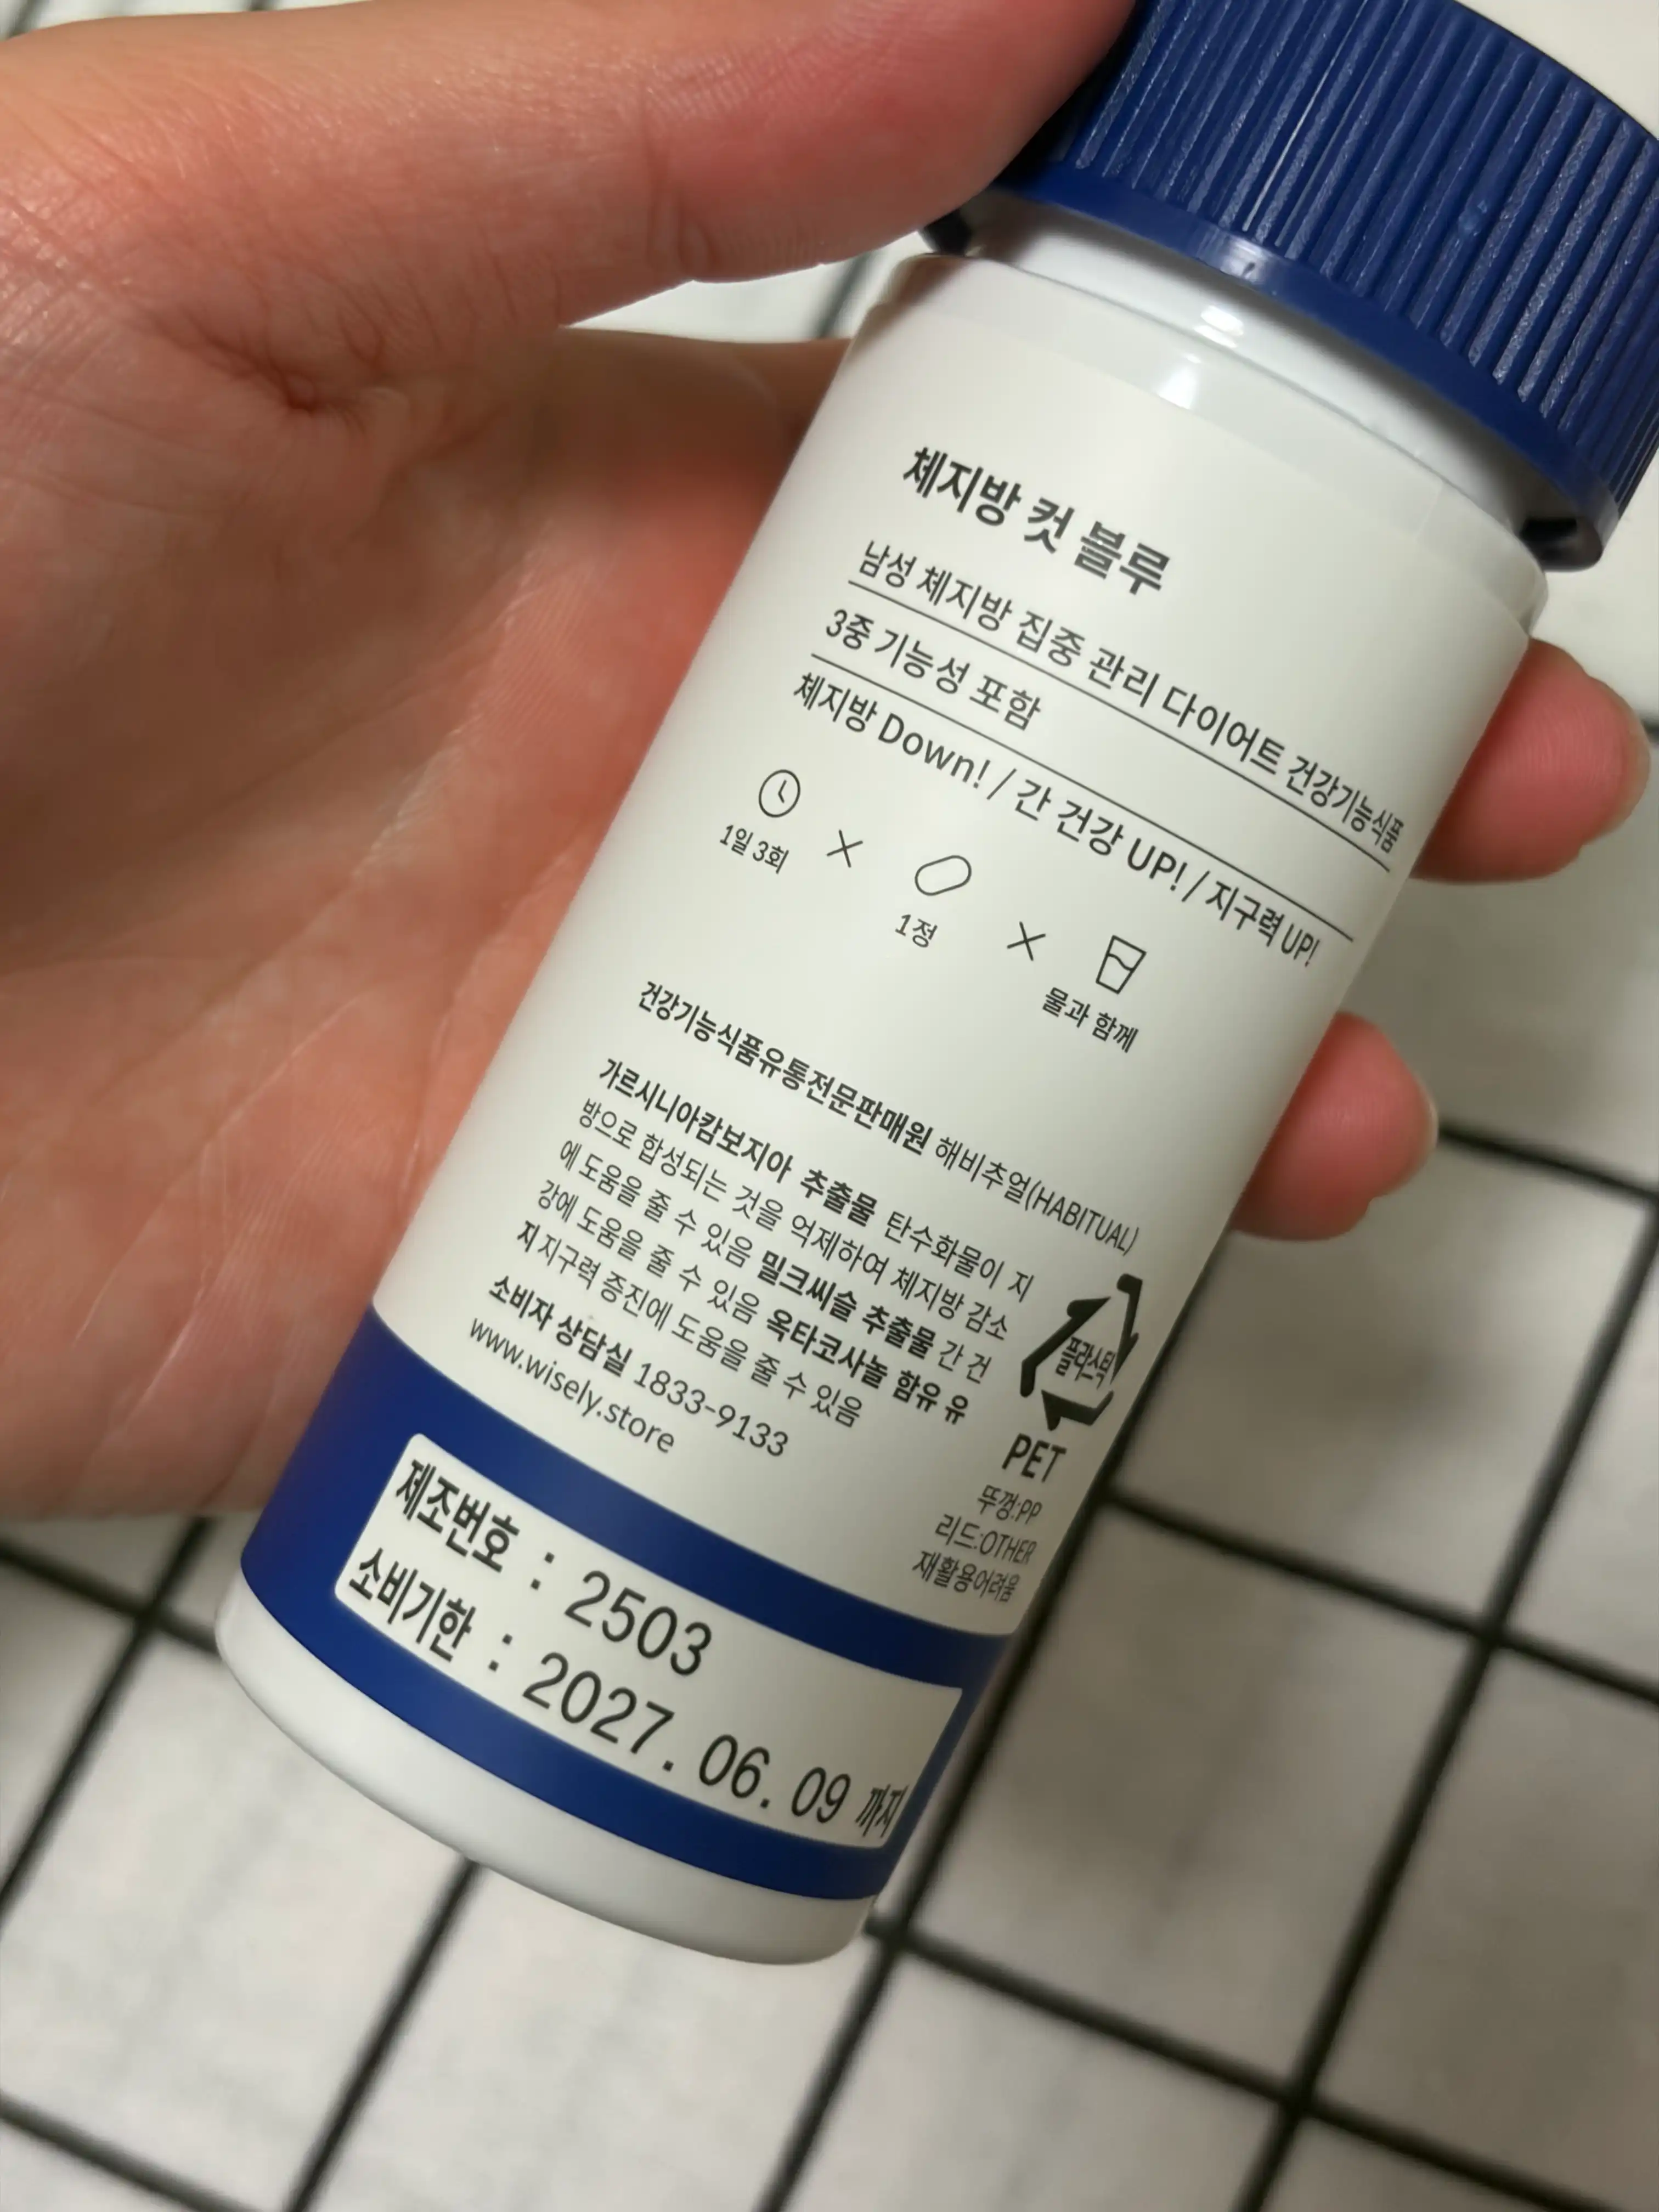 체지방 컷 블루
남성 체지방 집중 관리 다이어트 건강기능식품
3중 기능성 포함
체지방 Down! / 간 건강 UP! / 지구력 UP!
1일 3회 × 1정 × 물과 함께
건강기능식품유통전문판매원 해비추얼(HABITUAL)
가르시니아캄보지아 추출물 탄수화물이 지
방으로 합성되는 것을 억제하여 체지방 감소
에 도움을 줄 수 있음 밀크씨슬 추출물 간 건
강에 도움을 줄 수 있음 옥타코사놀 함유 유
지 지구력 증진에 도움을 줄 수 있음
소비자 상담실 1833-9133
www.wisely.store
플라스틱
PET
뚜껑:PP
리드:OTHER
재활용어려움
제조번호 : 2503
소비기한 : 2027. 06. 09 까지